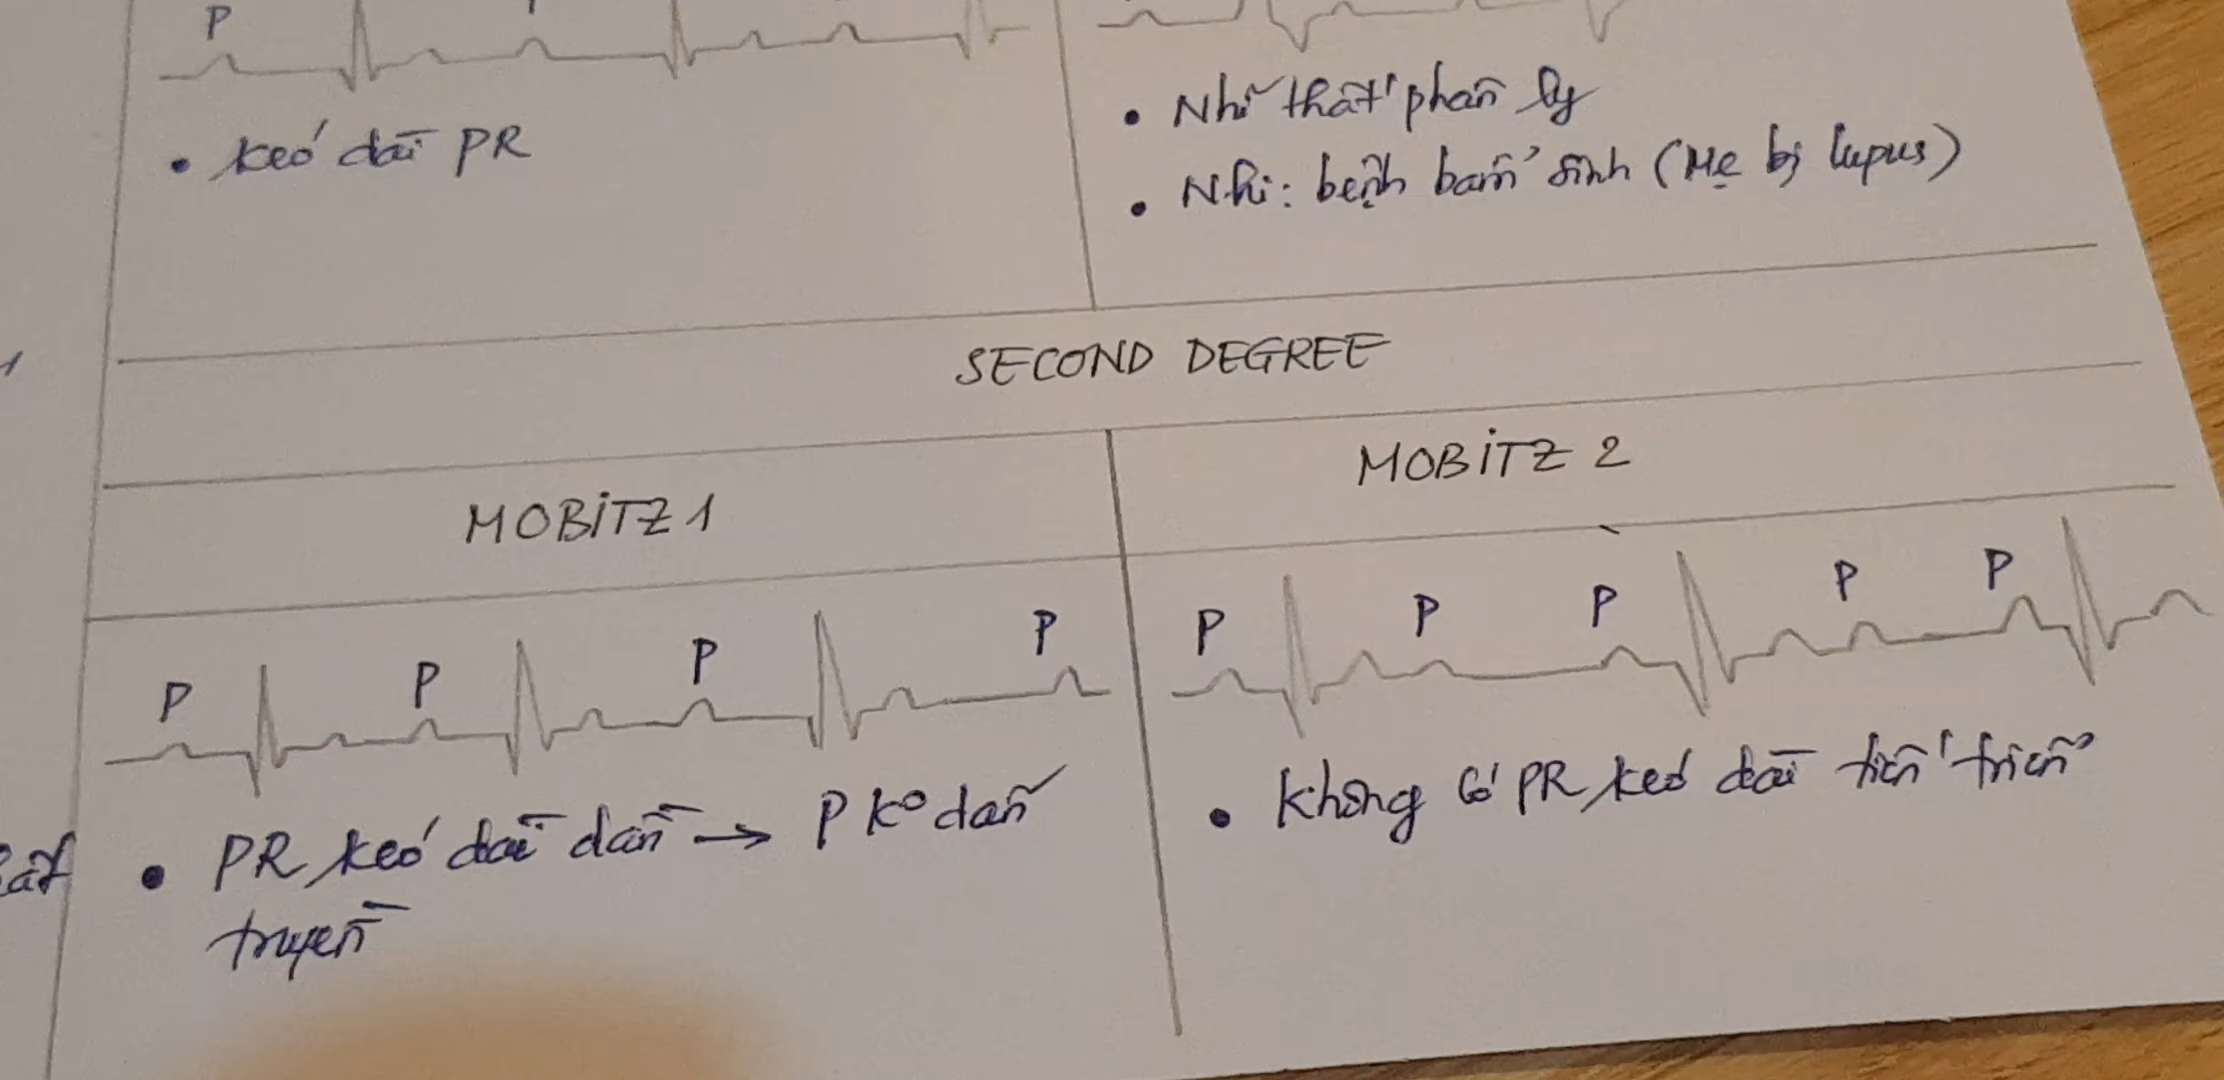 P
• Kéo dài PR
• Nhĩ thất phân ly
• Nhi: bệnh bẩm sinh (Mẹ bị lupus)
SECOND DEGREE
MOBITZ 1
MOBITZ 2
P P P P
P P P P P
• PR kéo dài dần → P k° dẫn
truyền
• Không có PR kéo dài tiến triển